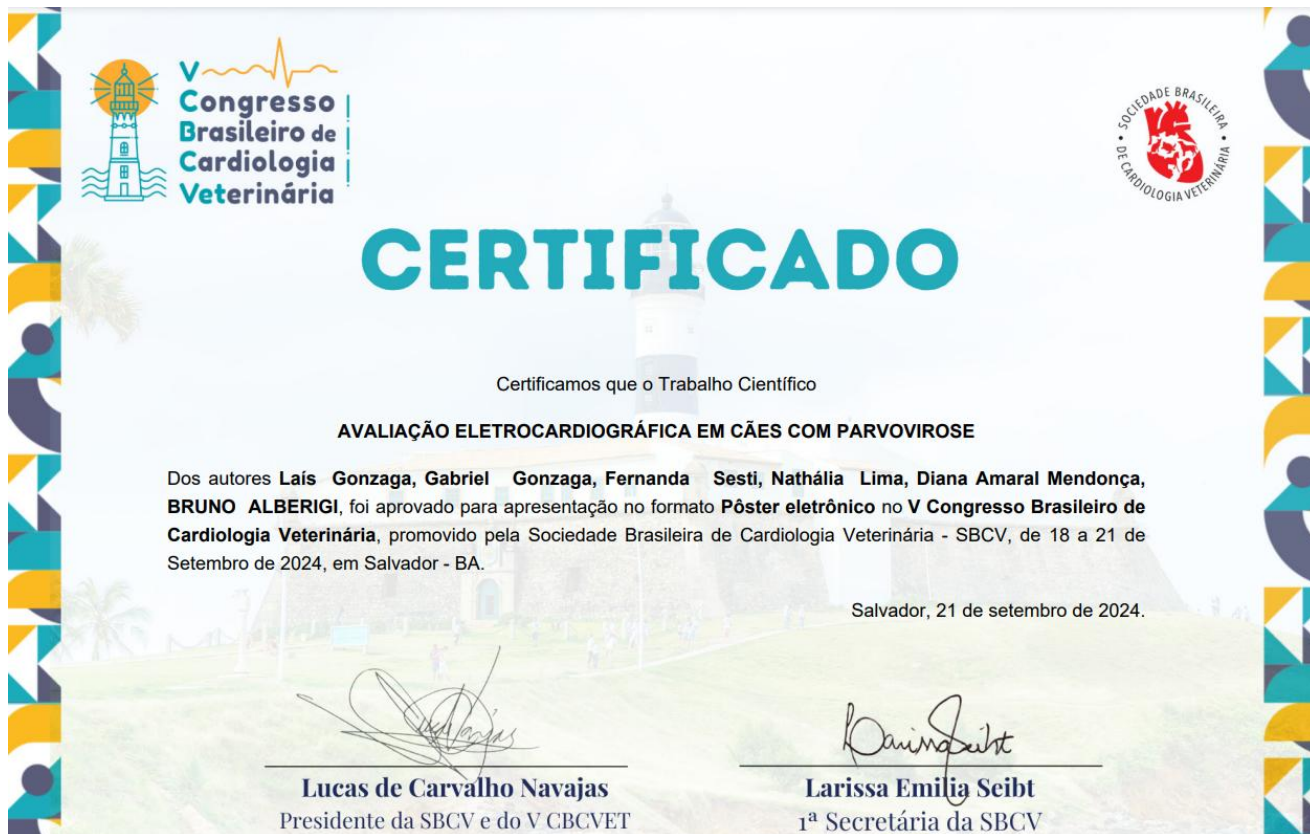 V
Congresso
Brasileiro de
Cardiologia
Veterinária
SOCIEDADE BRASILEIRA
DE CARDIOLOGIA VETERINÁRIA
CERTIFICADO
Certificamos que o Trabalho Científico
AVALIAÇÃO ELETROCARDIOGRÁFICA EM CÃES COM PARVOVIROSE
Dos autores Laís Gonzaga, Gabriel Gonzaga, Fernanda Sesti, Nathália Lima, Diana Amaral Mendonça,
BRUNO ALBERIGI, foi aprovado para apresentação no formato Pôster eletrônico no V Congresso Brasileiro de
Cardiologia Veterinária, promovido pela Sociedade Brasileira de Cardiologia Veterinária - SBCV, de 18 a 21 de
Setembro de 2024, em Salvador - BA.
Salvador, 21 de setembro de 2024.
Lucas de Carvalho Navajas
Presidente da SBCV e do V CBCVET
Larissa Emilia Seibt
1ª Secretária da SBCV